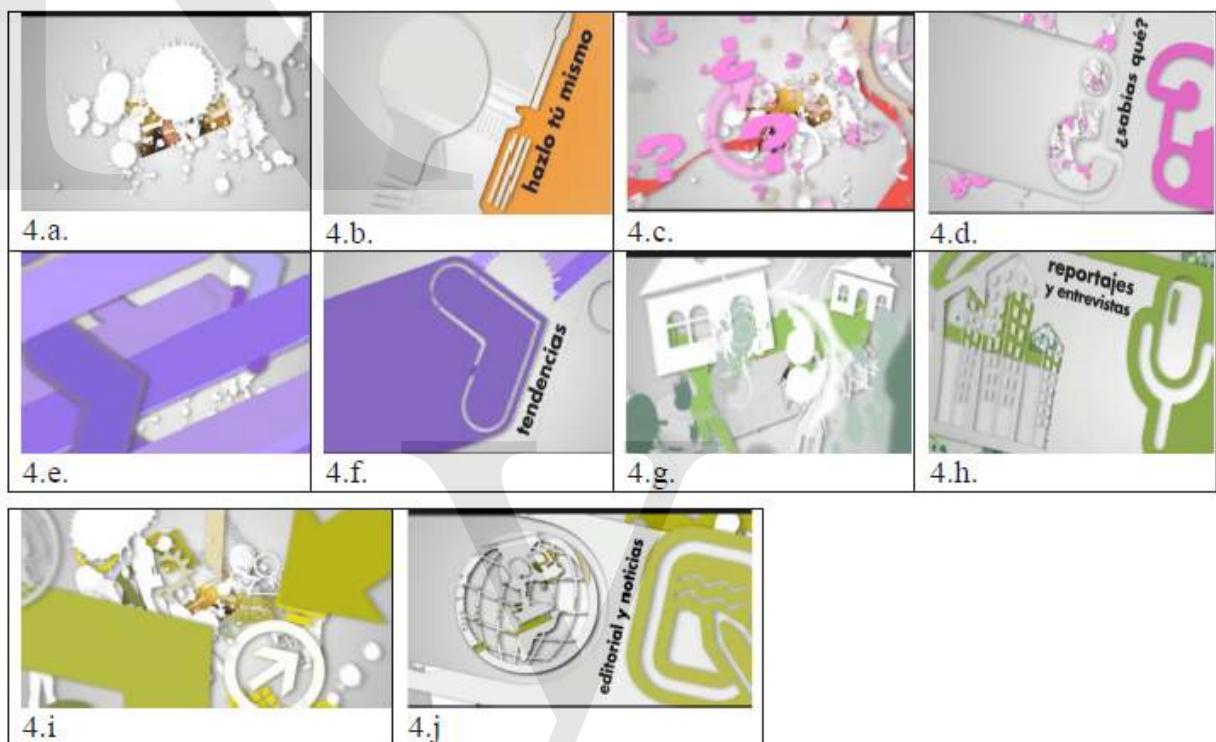 hazlo tú mismo
¿sabías qué?
4.a.
4.b.
4.c.
4.d.
tendencias
reportajes
y entrevistas
4.e.
4.f.
4.g.
4.h.
editorial y noticias
4.i
4.j